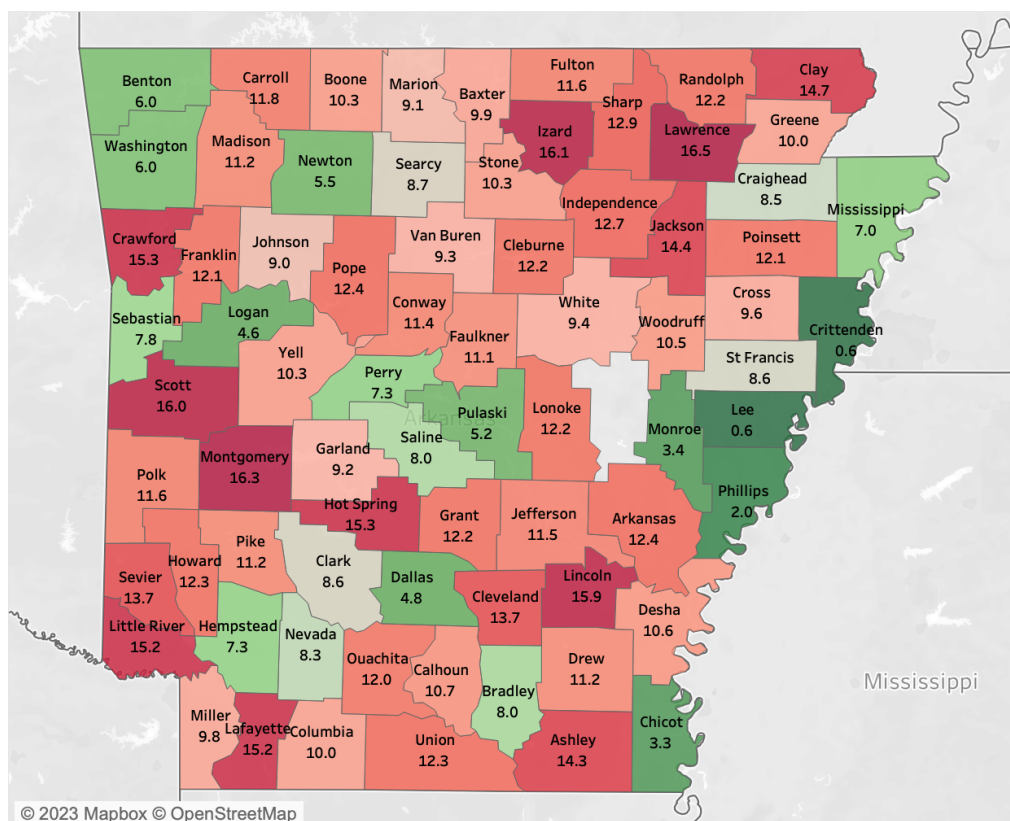 Benton
6.0
Carroll
11.8
Boone
10.3
Marion
9.1
Baxter
9.9
Fulton
11.6
Sharp
12.9
Randolph
12.2
Clay
14.7
Washington
6.0
Madison
11.2
Newton
5.5
Searcy
8.7
Stone
10.3
Izard
16.1
Lawrence
16.5
Greene
10.0
Craighead
8.5
Mississippi
7.0
Crawford
15.3
Franklin
12.1
Johnson
9.0
Pope
12.4
Van Buren
9.3
Cleburne
12.2
Independence
12.7
Jackson
14.4
Poinsett
12.1
Sebastian
7.8
Logan
4.6
Conway
11.4
Faulkner
11.1
White
9.4
Woodruff
10.5
Cross
9.6
Crittenden
0.6
Scott
16.0
Yell
10.3
Perry
7.3
Pulaski
5.2
Arkansas
Saline
8.0
Lonoke
12.2
St Francis
8.6
Monroe
3.4
Lee
0.6
Polk
11.6
Montgomery
16.3
Garland
9.2
Hot Spring
15.3
Grant
12.2
Jefferson
11.5
Arkansas
12.4
Phillips
2.0
Sevier
13.7
Howard
12.3
Pike
11.2
Clark
8.6
Dallas
4.8
Cleveland
13.7
Lincoln
15.9
Desha
10.6
Little River
15.2
Hempstead
7.3
Nevada
8.3
Ouachita
12.0
Calhoun
10.7
Bradley
8.0
Drew
11.2
Mississippi
Miller
9.8
Lafayette
15.2
Columbia
10.0
Union
12.3
Ashley
14.3
Chicot
3.3
© 2023 Mapbox © OpenStreetMap